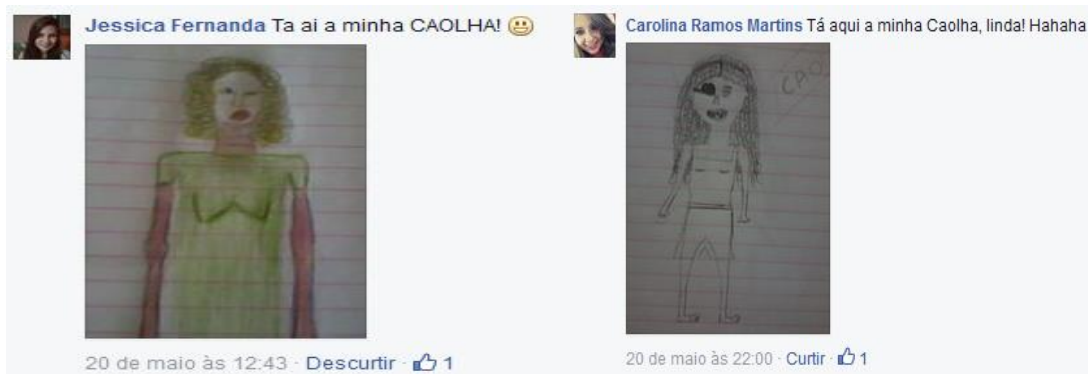 Jessica Fernanda Ta ai a minha CAOLHA!
20 de maio às 12:43 · Descurtir · 1
Carolina Ramos Martins Tá aqui a minha Caolha, linda! Hahaha
CAO
20 de maio às 22:00 · Curtir · 1